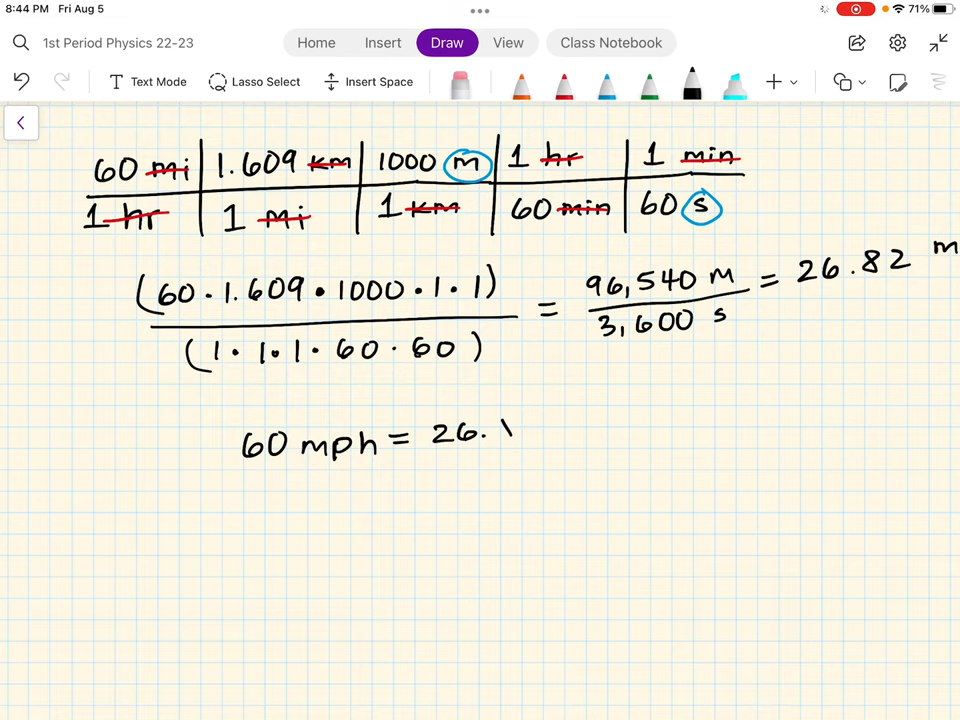 8:44 PM Fri Aug 5 71%
1st Period Physics 22-23 Home Insert Draw View Class Notebook
Text Mode Lasso Select Insert Space
60 mi 1.609 km 1000 m 1 hr 1 min
1 hr 1 mi 1 km 60 min 60 s
(60 · 1.609 · 1000 · 1 · 1) = 96,540 m = 26.82 m
(1 · 1 · 1 · 60 · 60) 3,600 s
60 mph = 26.